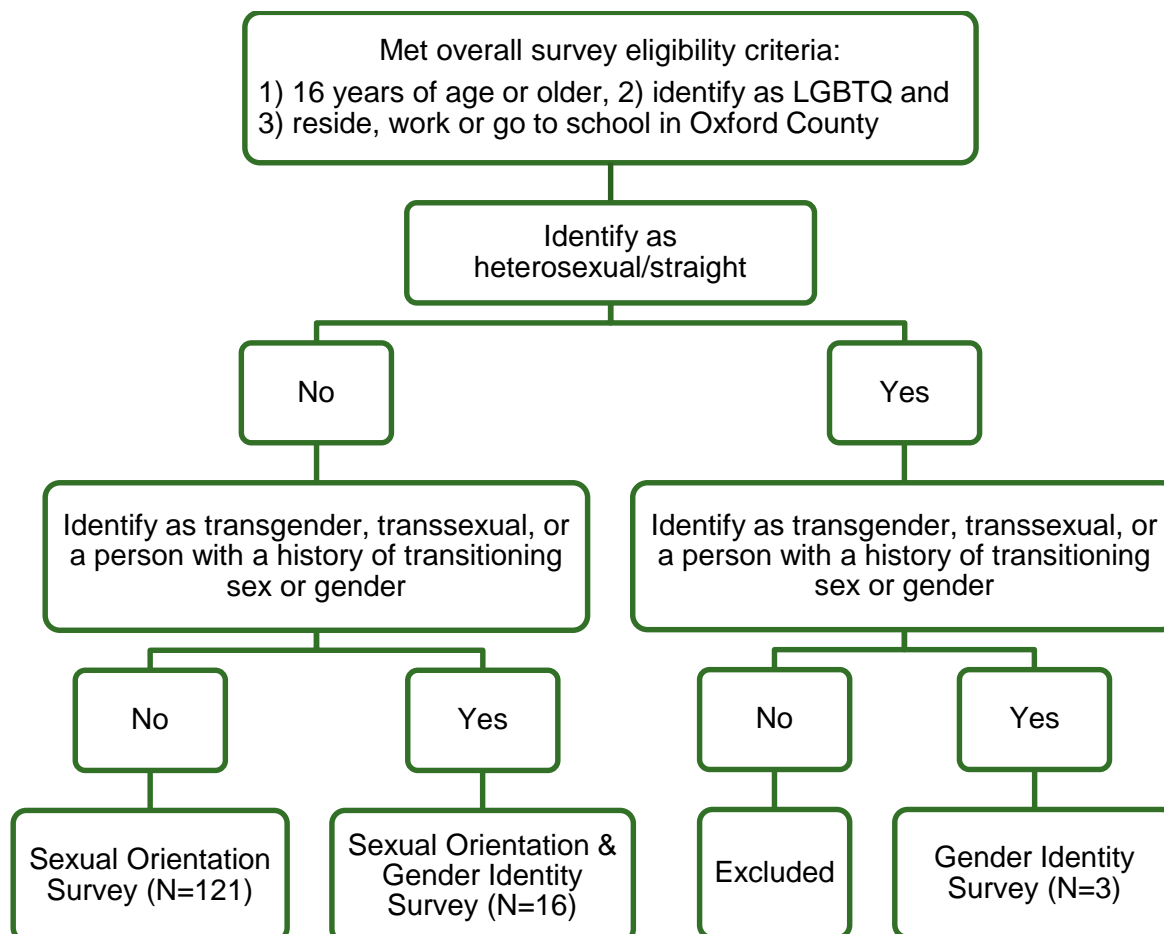 Met overall survey eligibility criteria:
1) 16 years of age or older, 2) identify as LGBTQ and
3) reside, work or go to school in Oxford County
Identify as
heterosexual/straight
No
Yes
Identify as transgender, transsexual, or
a person with a history of transitioning
sex or gender
Identify as transgender, transsexual, or
a person with a history of transitioning
sex or gender
No
Yes
No
Yes
Sexual Orientation
Survey (N=121)
Sexual Orientation &
Gender Identity
Survey (N=16)
Excluded
Gender Identity
Survey (N=3)